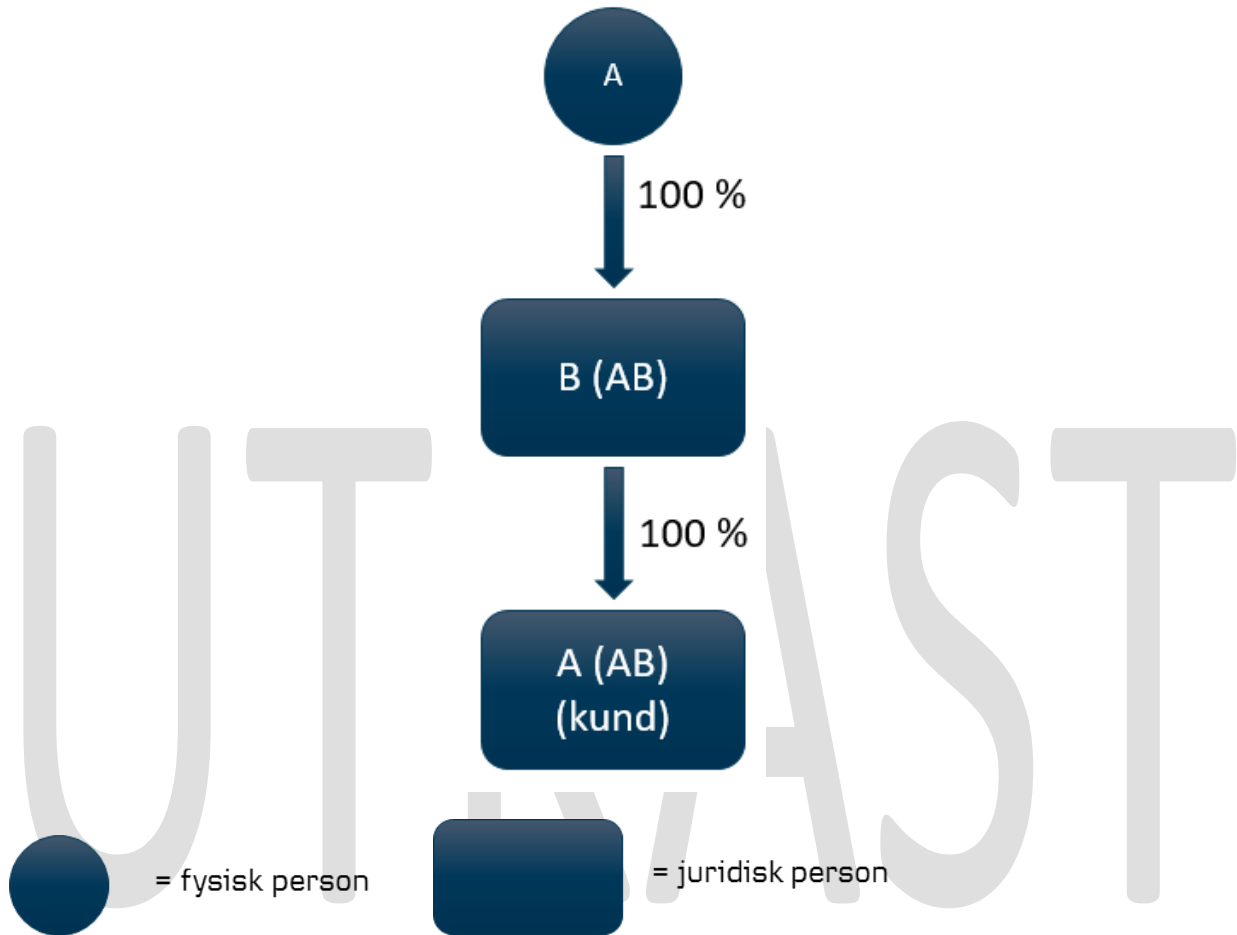 A
100 %
B (AB)
100 %
A (AB)
(kund)
UTKAST
= fysisk person
= juridisk person